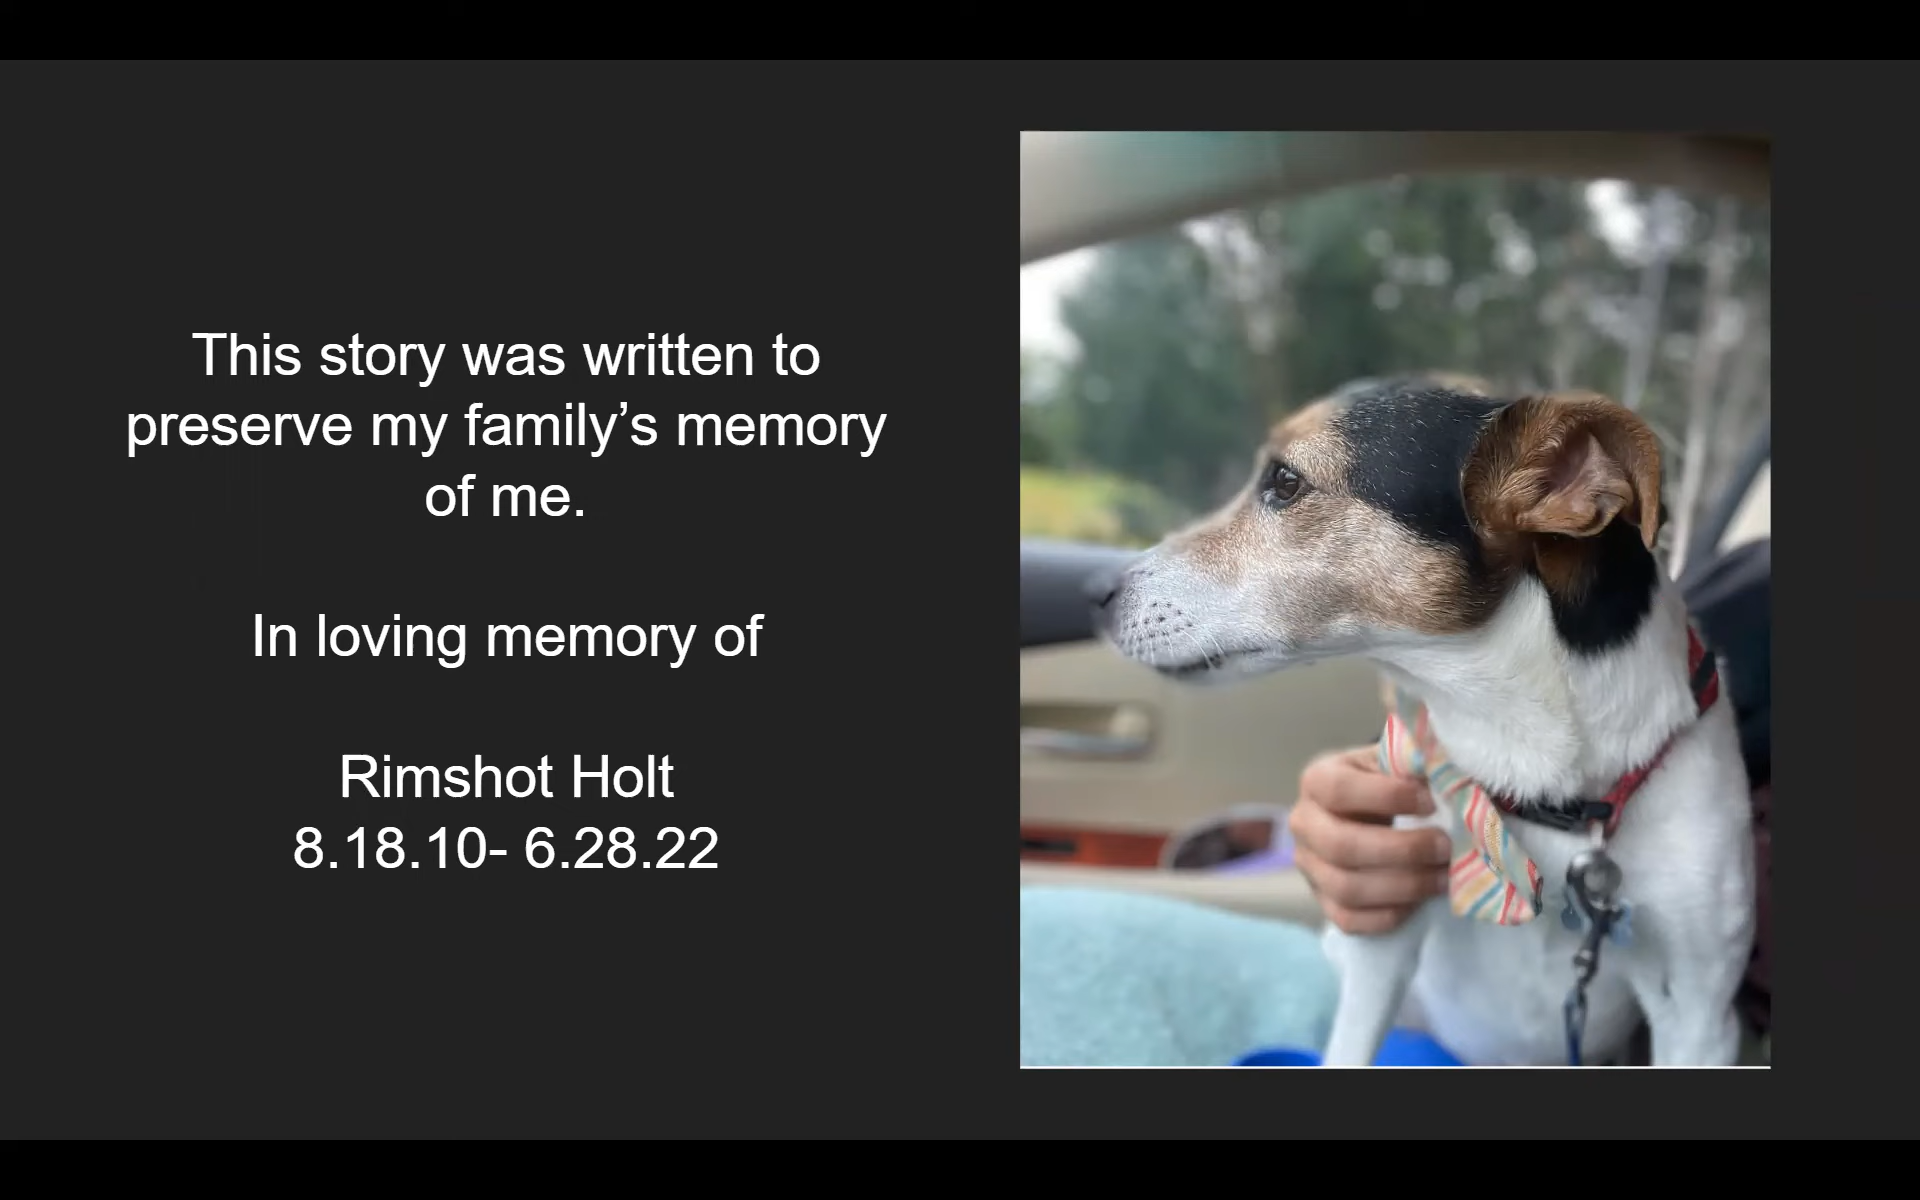 This story was written to
preserve my family’s memory
of me.
In loving memory of
Rimshot Holt
8.18.10- 6.28.22